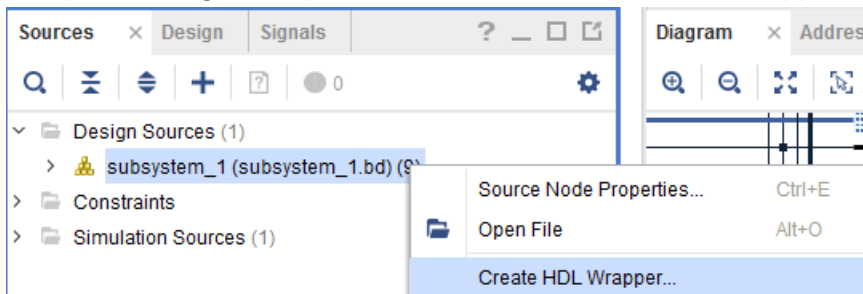 Sources × Design Signals ? Diagram × Addres
0
Design Sources (1)
subsystem_1 (subsystem_1.bd) (9)
Source Node Properties... Ctrl+E
Constraints
Open File Alt+O
Simulation Sources (1)
Create HDL Wrapper...